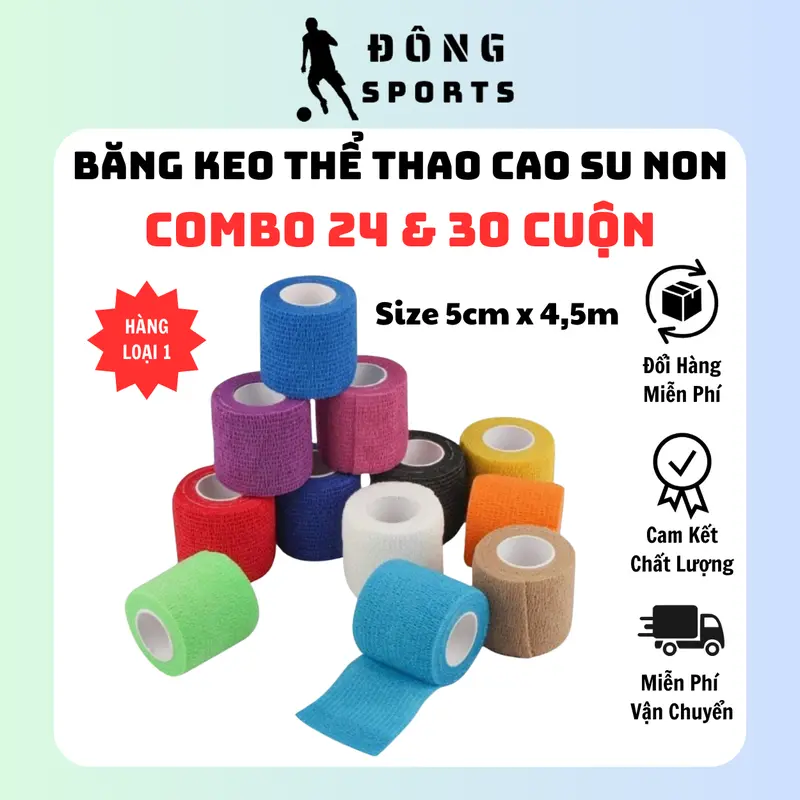 ĐÔNG
SPORTS
BĂNG KEO THỂ THAO CAO SU NON
COMBO 24 & 30 CUỘN
HÀNG
LOẠI 1
Size 5cm x 4,5m
Đổi Hàng
Miễn Phí
Cam Kết
Chất Lượng
Miễn Phí
Vận Chuyển